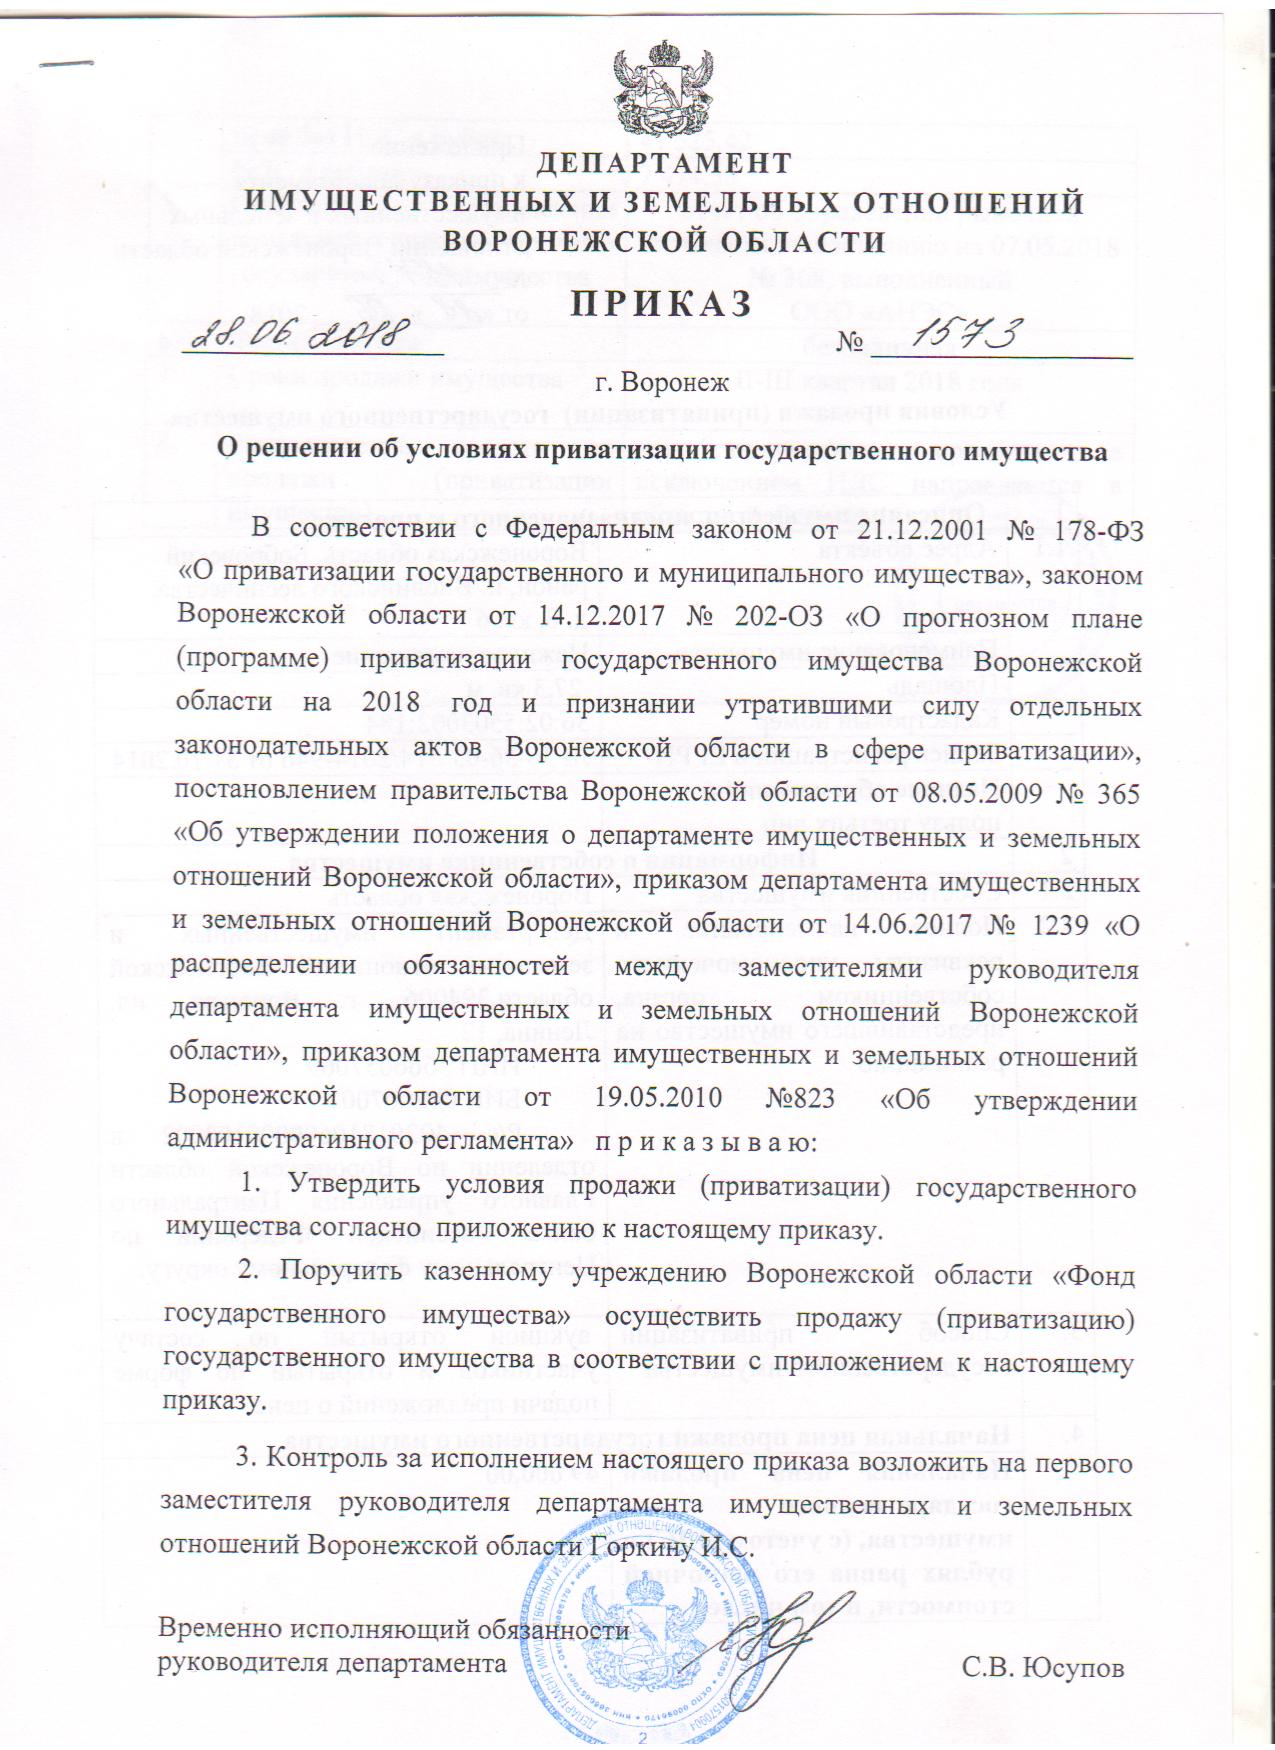 ДЕПАРТАМЕНТ
ИМУЩЕСТВЕННЫХ И ЗЕМЕЛЬНЫХ ОТНОШЕНИЙ
ВОРОНЕЖСКОЙ ОБЛАСТИ
ПРИКАЗ
28.06.2018 № 1573
г. Воронеж
О решении об условиях приватизации государственного имущества
В соответствии с Федеральным законом от 21.12.2001 № 178-ФЗ
«О приватизации государственного и муниципального имущества», законом
Воронежской области от 14.12.2017 № 202-ОЗ «О прогнозном плане
(программе) приватизации государственного имущества Воронежской
области на 2018 год и признании утратившими силу отдельных
законодательных актов Воронежской области в сфере приватизации»,
постановлением правительства Воронежской области от 08.05.2009 № 365
«Об утверждении положения о департаменте имущественных и земельных
отношений Воронежской области», приказом департамента имущественных
и земельных отношений Воронежской области от 14.06.2017 № 1239 «О
распределении обязанностей между заместителями руководителя
департамента имущественных и земельных отношений Воронежской
области», приказом департамента имущественных и земельных отношений
Воронежской области от 19.05.2010 №823 «Об утверждении
административного регламента» п р и к а з ы в а ю:
1. Утвердить условия продажи (приватизации) государственного
имущества согласно приложению к настоящему приказу.
2. Поручить казенному учреждению Воронежской области «Фонд
государственного имущества» осуществить продажу (приватизацию)
государственного имущества в соответствии с приложением к настоящему
приказу.
3. Контроль за исполнением настоящего приказа возложить на первого
заместителя руководителя департамента имущественных и земельных
отношений Воронежской области Горкину И.С.
Временно исполняющий обязанности
руководителя департамента С.В. Юсупов
2